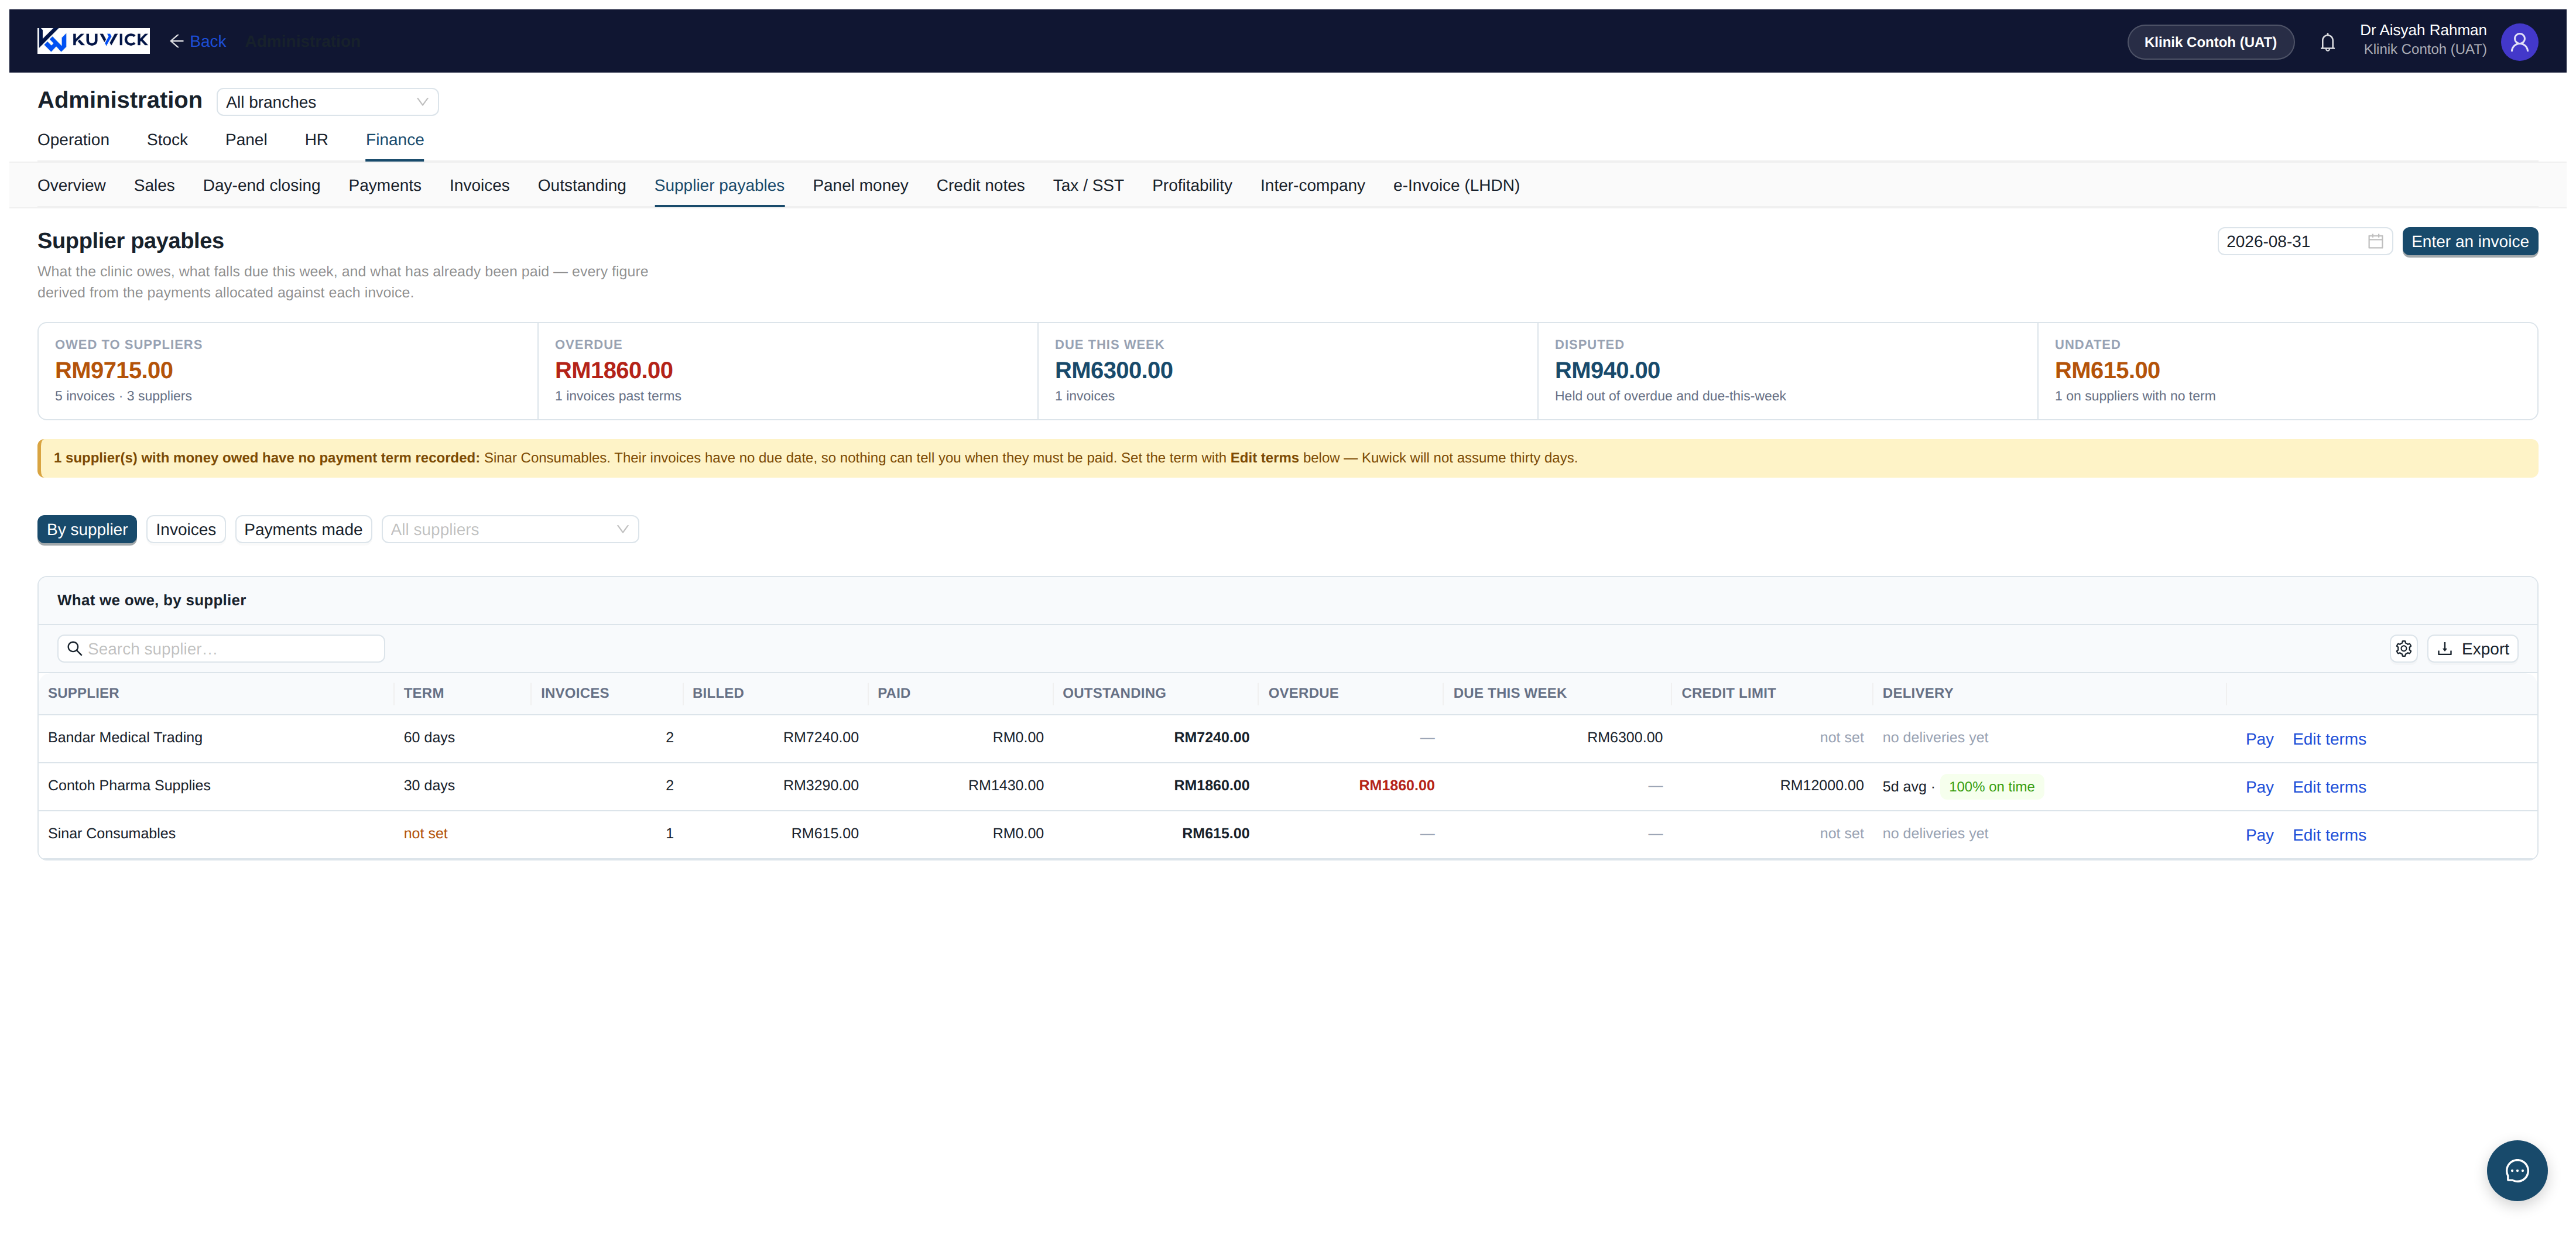 KUWICK
Back Administration
Klinik Contoh (UAT)
Dr Aisyah Rahman
Klinik Contoh (UAT)
Administration
All branches
Operation Stock Panel HR Finance
Overview Sales Day-end closing Payments Invoices Outstanding Supplier payables Panel money Credit notes Tax / SST Profitability Inter-company e-Invoice (LHDN)
Supplier payables
2026-08-31
Enter an invoice
What the clinic owes, what falls due this week, and what has already been paid — every figure
derived from the payments allocated against each invoice.
OWED TO SUPPLIERS
RM9715.00
5 invoices · 3 suppliers
OVERDUE
RM1860.00
1 invoices past terms
DUE THIS WEEK
RM6300.00
1 invoices
DISPUTED
RM940.00
Held out of overdue and due-this-week
UNDATED
RM615.00
1 on suppliers with no term
1 supplier(s) with money owed have no payment term recorded: Sinar Consumables. Their invoices have no due date, so nothing can tell you when they must be paid. Set the term with Edit terms below — Kuwick will not assume thirty days.
By supplier Invoices Payments made All suppliers
What we owe, by supplier
Search supplier…
Export
SUPPLIER TERM INVOICES BILLED PAID OUTSTANDING OVERDUE DUE THIS WEEK CREDIT LIMIT DELIVERY
Bandar Medical Trading 60 days 2 RM7240.00 RM0.00 RM7240.00 — RM6300.00 not set no deliveries yet Pay Edit terms
Contoh Pharma Supplies 30 days 2 RM3290.00 RM1430.00 RM1860.00 RM1860.00 — RM12000.00 5d avg · 100% on time Pay Edit terms
Sinar Consumables not set 1 RM615.00 RM0.00 RM615.00 — — not set no deliveries yet Pay Edit terms